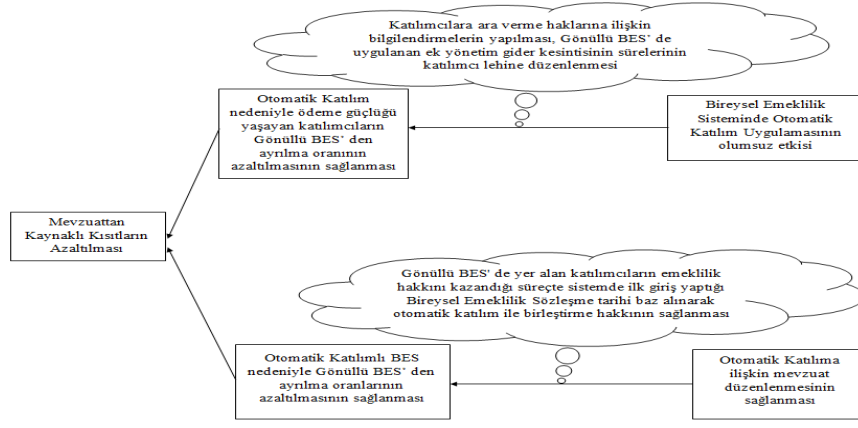 Katılımcılara ara verme haklarına ilişkin
bilgilendirmelerin yapılması, Gönüllü BES' de
uygulanan ek yönetim gider kesintisinin sürelerinin
katılımcı lehine düzenlenmesi
Otomatik Katılım
nedeniyle ödeme güçlüğü
yaşayan katılımcıların
Gönüllü BES' den
ayrılma oranının
azaltılmasının sağlanması
Bireysel Emeklilik
Sisteminde Otomatik
Katılım Uygulamasının
olumsuz etkisi
Mevzuattan
Kaynaklı Kısıtların
Azaltılması
Gönüllü BES' de yer alan katılımcıların emeklilik
hakkını kazandığı süreçte sistemde ilk giriş yaptığı
Bireysel Emeklilik Sözleşme tarihi baz alınarak
otomatik katılım ile birleştirme hakkının sağlanması
Otomatik Katılımlı BES
nedeniyle Gönüllü BES' den
ayrılma oranlarının
azaltılmasının sağlanması
Otomatik Katılıma
ilişkin mevzuat
düzenlenmesinin
sağlanması